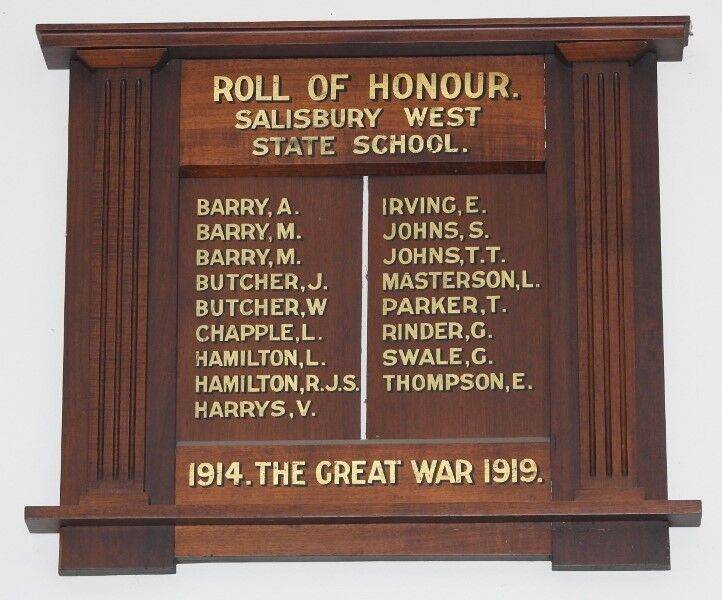 ROLL OF HONOUR.
SALISBURY WEST
STATE SCHOOL.
BARRY, A.
BARRY, M.
BARRY, M.
BUTCHER, J.
BUTCHER, W
CHAPPLE, L.
HAMILTON, L.
HAMILTON, R.J.S.
HARRYS, V.
IRVING, E.
JOHNS, S.
JOHNS, T.T.
MASTERSON, L.
PARKER, T.
RINDER, G.
SWALE, G.
THOMPSON, E.
1914. THE GREAT WAR 1919.